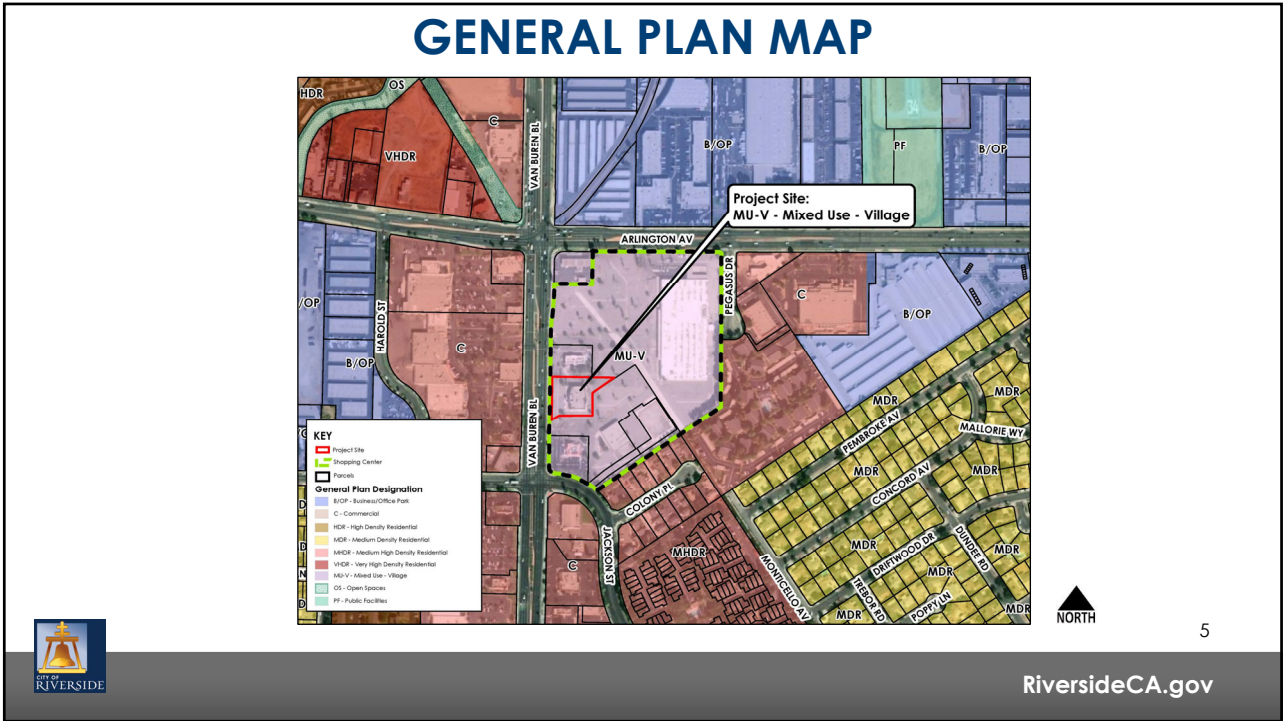 GENERAL PLAN MAP
HDR
OS
C
VHDR
VAN BUREN BL
B/OP
PF
B/OP
Project Site:
MU-V - Mixed Use - Village
ARLINGTON AV
PEGASUS DR
/OP
HAROLD ST
B/OP
C
C
B/OP
MU-V
VAN BUREN BL
MDR
MDR
PEMBROKE AV
MALLORIE WY
MDR
CONCORD AV
MDR
COLONY PL
JACKSON ST
MHDR
C
MONTICELLO AV
MDR
DRIFTWOOD DR
DUNDEE RD
MDR
TREBOR RD
MDR
POPPY LN
MDR
MDR
KEY
Project Site
Shopping Center
Parcels
General Plan Designation
B/OP - Business/Office Park
C - Commercial
HDR - High Density Residential
MDR - Medium Density Residential
MHDR - Medium High Density Residential
VHDR - Very High Density Residential
MU-V - Mixed Use - Village
OS - Open Spaces
PF - Public Facilities
NORTH
5
CITY OF
RIVERSIDE
RiversideCA.gov